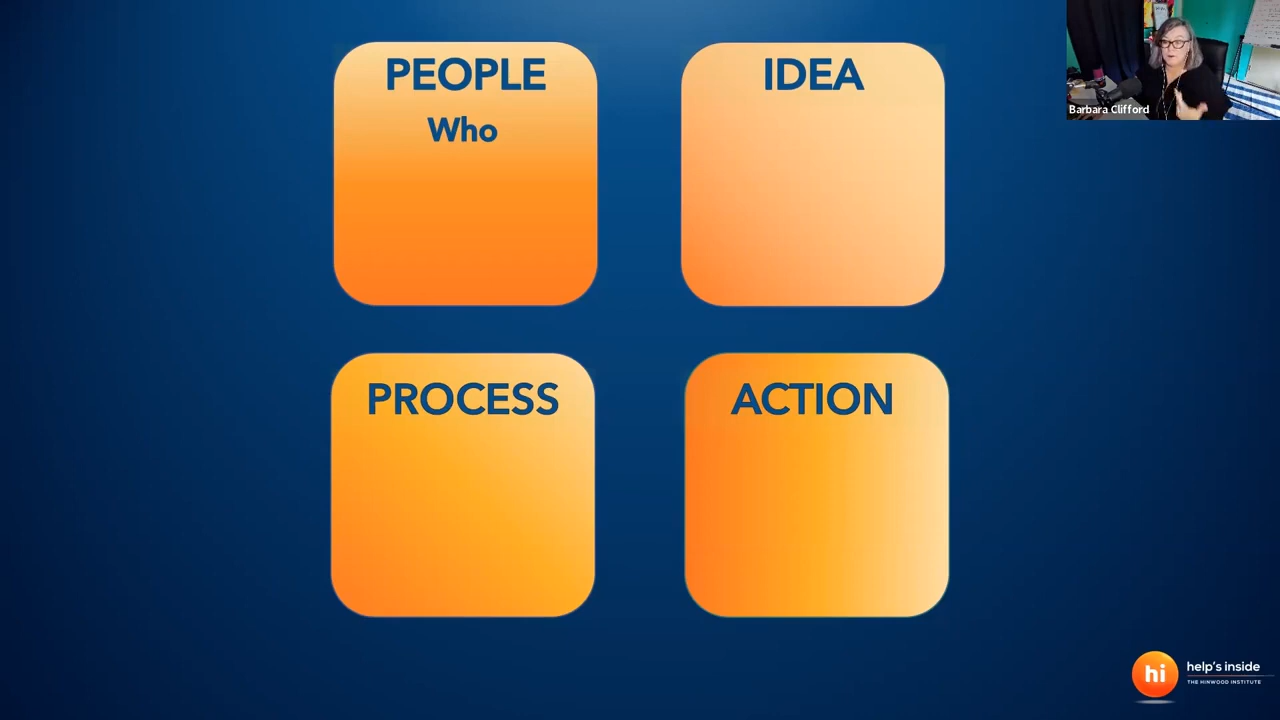 PEOPLE
Who
IDEA
Barbara Clifford
PROCESS
ACTION
hi
help's inside
THE HINWOOD INSTITUTE